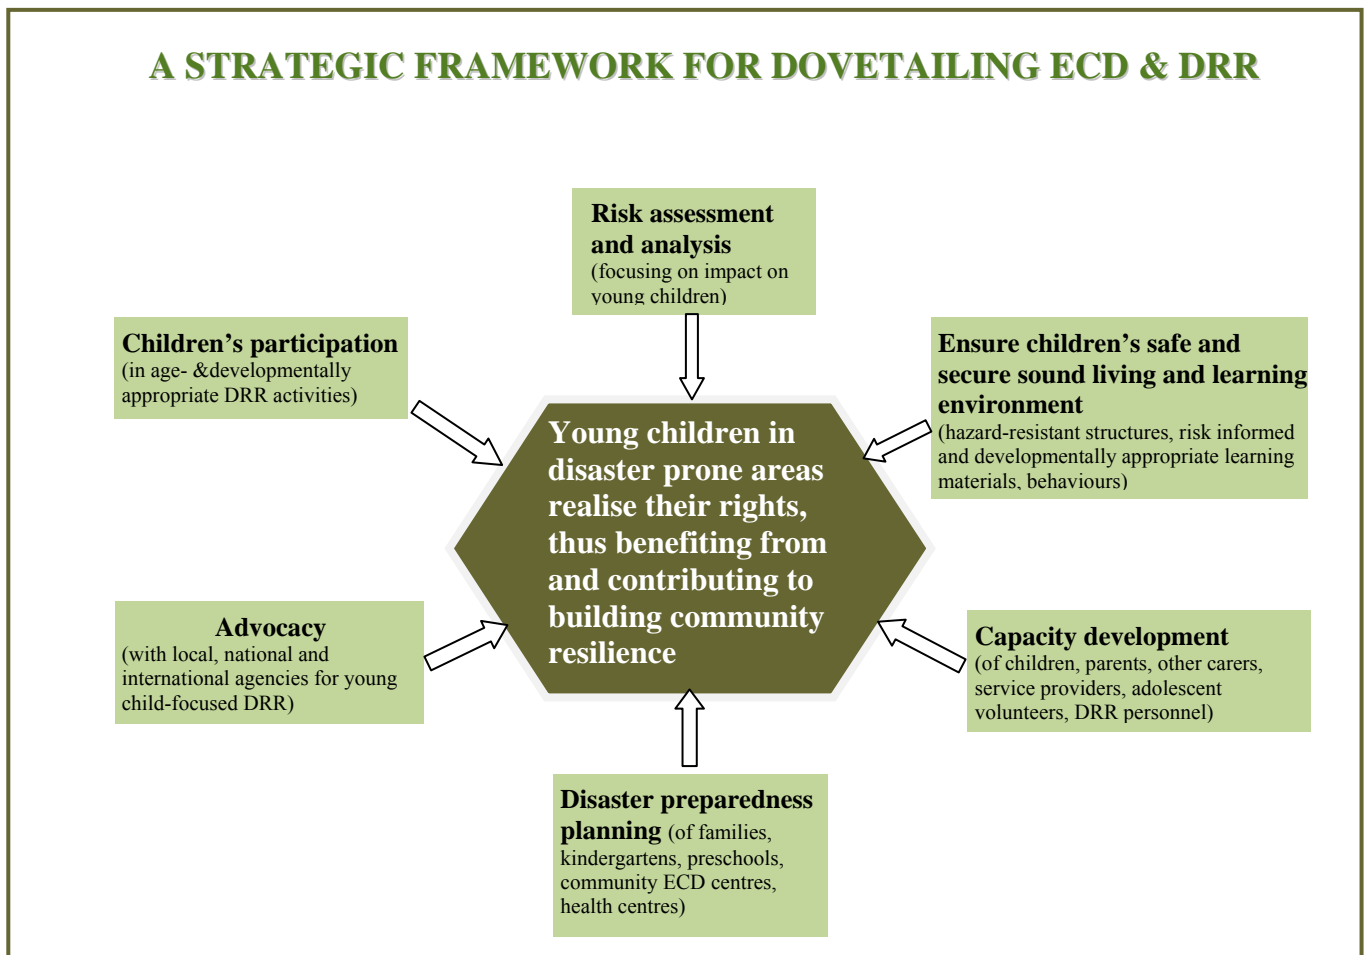 A STRATEGIC FRAMEWORK FOR DOVETAILING ECD & DRR
Risk assessment
and analysis
(focusing on impact on
young children)
Children’s participation
(in age- &developmentally
appropriate DRR activities)
Ensure children’s safe and
secure sound living and learning
environment
(hazard-resistant structures, risk informed
and developmentally appropriate learning
materials, behaviours)
Young children in
disaster prone areas
realise their rights,
thus benefiting from
and contributing to
building community
resilience
Advocacy
(with local, national and
international agencies for young
child-focused DRR)
Capacity development
(of children, parents, other carers,
service providers, adolescent
volunteers, DRR personnel)
Disaster preparedness
planning (of families,
kindergartens, preschools,
community ECD centres,
health centres)